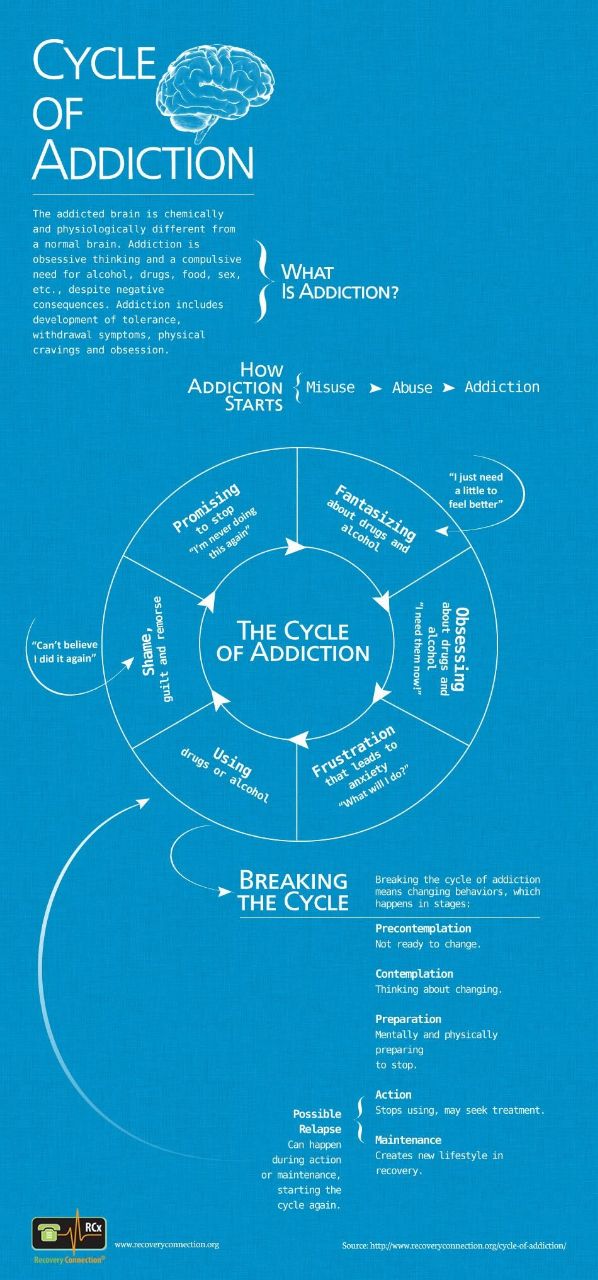 CYCLE
OF
ADDICTION
The addicted brain is chemically
and physiologically different from
a normal brain. Addiction is
obsessive thinking and a compulsive
need for alcohol, drugs, food, sex,
etc., despite negative
consequences. Addiction includes
development of tolerance,
withdrawal symptoms, physical
cravings and obsession.
WHAT
IS ADDICTION?
HOW
ADDICTION
STARTS
Misuse
Abuse
Addiction
"I just need
a little to
feel better"
Fantasizing
about drugs and
alcohol
Obsessing
about drugs and
alcohol
"I need them now!"
Frustration
that leads to
anxiety
"What will I do?"
Using
drugs or alcohol
Shame,
guilt and remorse
"Can't believe
I did it again"
Promising
to stop
"I'm never doing
this again"
THE CYCLE
OF ADDICTION
BREAKING
THE CYCLE
Breaking the cycle of addiction
means changing behaviors, which
happens in stages:
Precontemplation
Not ready to change.
Contemplation
Thinking about changing.
Preparation
Mentally and physically
preparing
to stop.
Action
Stops using, may seek treatment.
Maintenance
Creates new lifestyle in
recovery.
Possible
Relapse
Can happen
during action
or maintenance,
starting the
cycle again.
RCx
Recovery Connection®
www.recoveryconnection.org
Source: http://www.recoveryconnection.org/cycle-of-addiction/